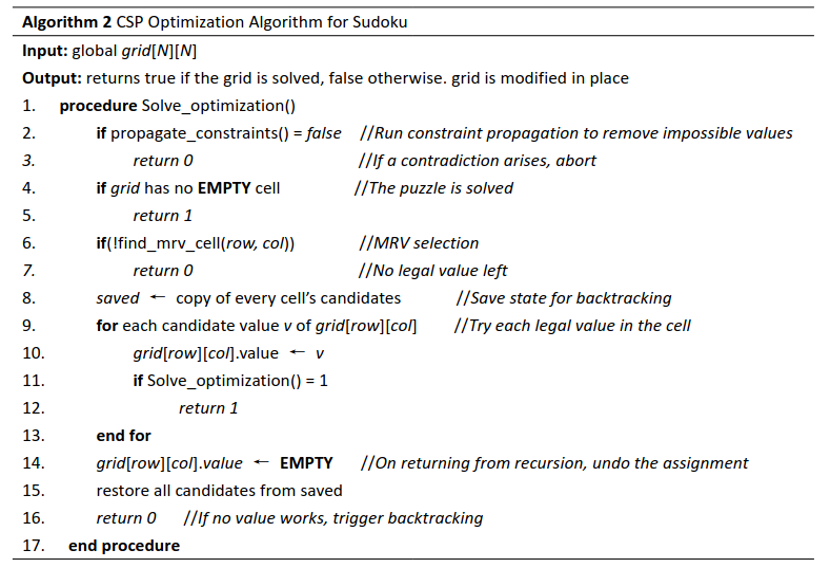 Algorithm 2 CSP Optimization Algorithm for Sudoku
Input: global grid[N][N]
Output: returns true if the grid is solved, false otherwise. grid is modified in place
1. procedure Solve_optimization()
2. if propagate_constraints() = false //Run constraint propagation to remove impossible values
3. return 0 //If a contradiction arises, abort
4. if grid has no EMPTY cell //The puzzle is solved
5. return 1
6. if(!find_mrv_cell(row, col)) //MRV selection
7. return 0 //No legal value left
8. saved ← copy of every cell’s candidates //Save state for backtracking
9. for each candidate value v of grid[row][col] //Try each legal value in the cell
10. grid[row][col].value ← v
11. if Solve_optimization() = 1
12. return 1
13. end for
14. grid[row][col].value ← EMPTY //On returning from recursion, undo the assignment
15. restore all candidates from saved
16. return 0 //If no value works, trigger backtracking
17. end procedure